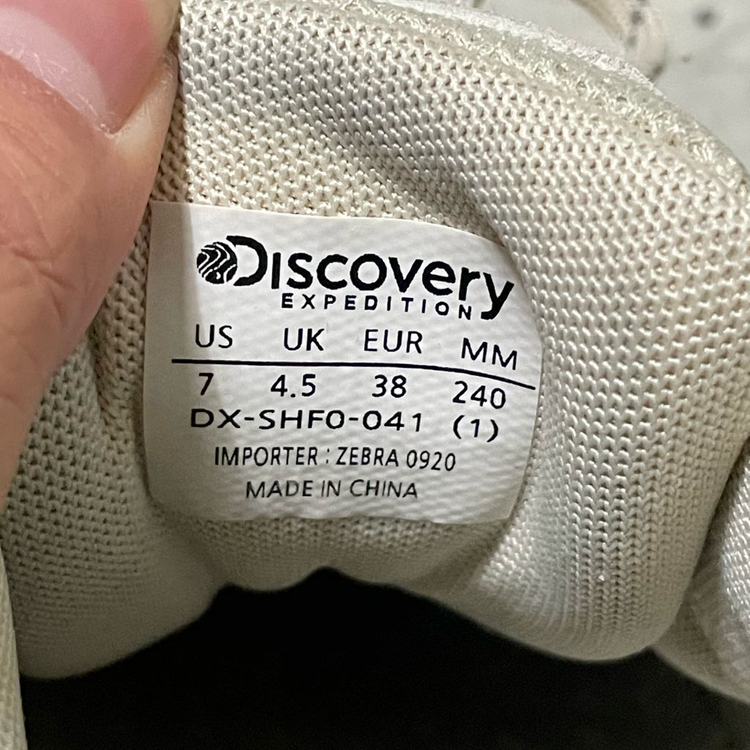 DISCOVERY
EXPEDITION
US UK EUR MM
7 4.5 38 240
DX-SHF0-041 (1)
IMPORTER : ZEBRA 0920
MADE IN CHINA